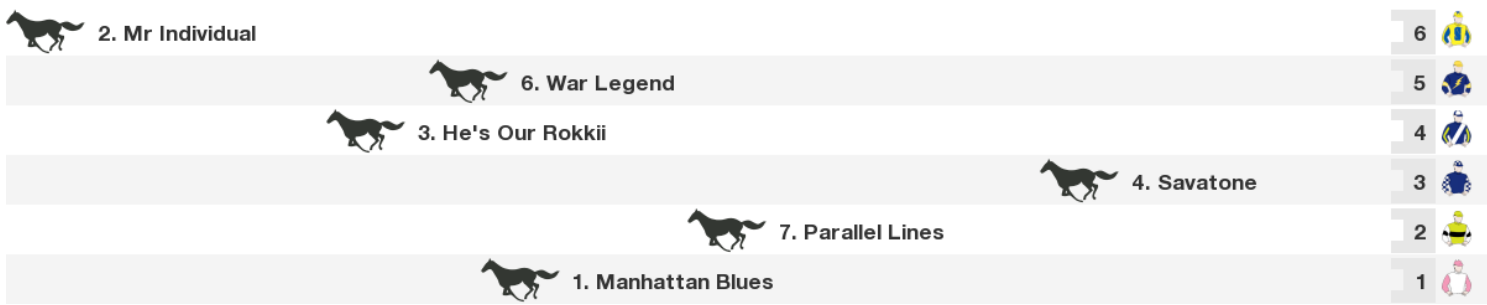 2. Mr Individual 6
6. War Legend 5
3. He's Our Rokkii 4
4. Savatone 3
7. Parallel Lines 2
1. Manhattan Blues 1